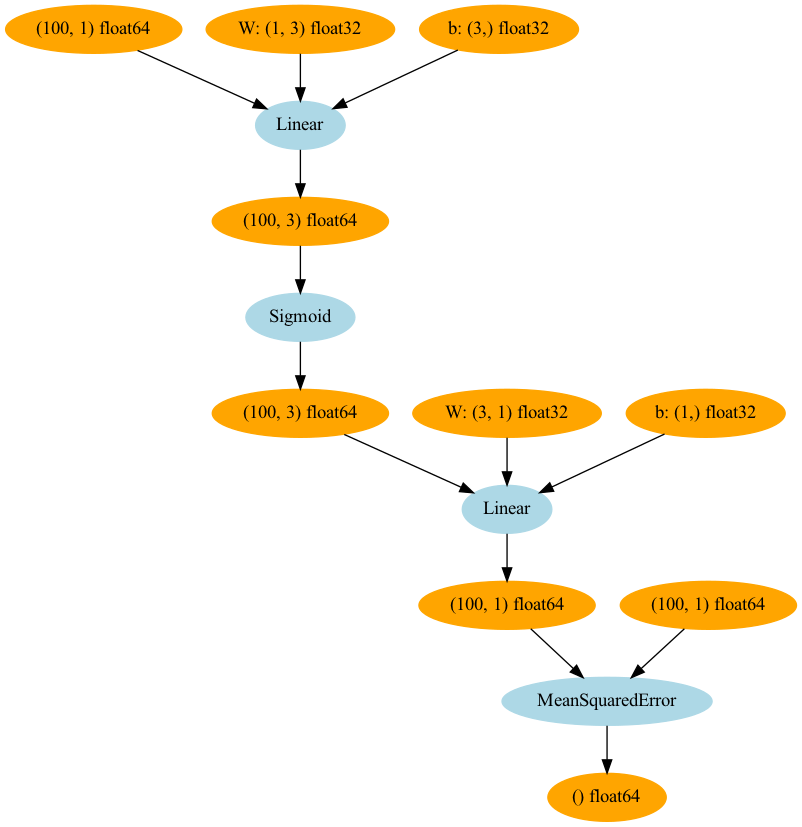 (100, 1) float64
W: (1, 3) float32
b: (3,) float32
Linear
(100, 3) float64
Sigmoid
(100, 3) float64
W: (3, 1) float32
b: (1,) float32
Linear
(100, 1) float64
(100, 1) float64
MeanSquaredError
() float64